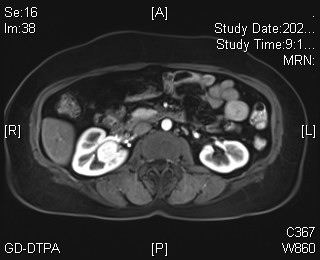 Se:16
Im:38
[A]
.
Study Date:202...
Study Time:9:1...
MRN:
[R]
[L]
GD-DTPA
[P]
C367
W860